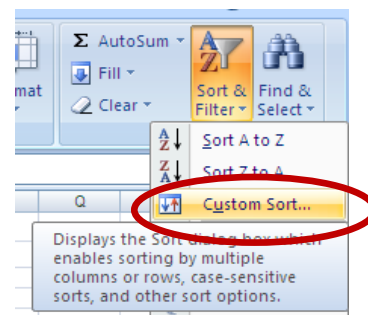 Σ AutoSum
Fill
mat
Clear
Sort &
Filter
Find &
Select
Sort A to Z
Sort Z to A
Custom Sort...
Q
Displays the Sort dialog box which
enables sorting by multiple
columns or rows, case-sensitive
sorts, and other sort options.